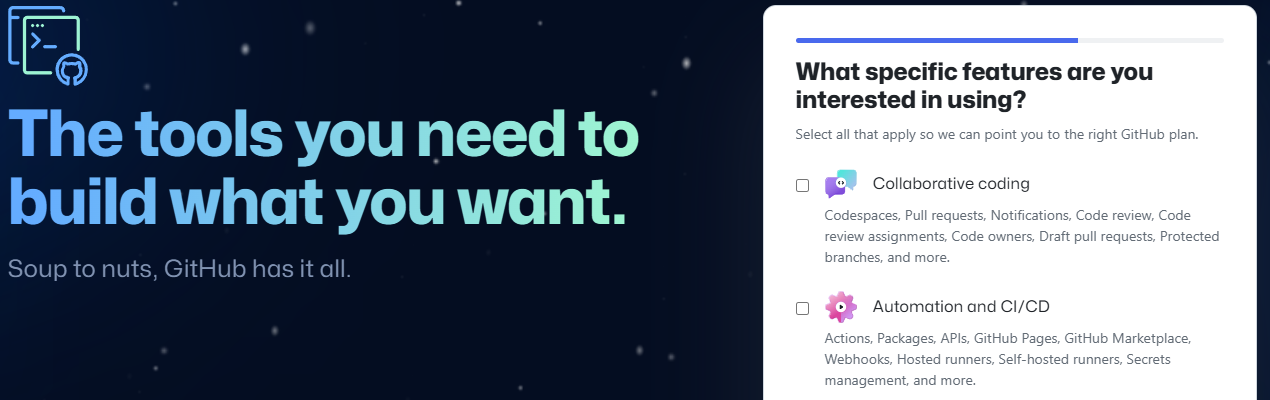 The tools you need to
build what you want.
Soup to nuts, GitHub has it all.
What specific features are you
interested in using?
Select all that apply so we can point you to the right GitHub plan.
Collaborative coding
Codespaces, Pull requests, Notifications, Code review, Code
review assignments, Code owners, Draft pull requests, Protected
branches, and more.
Automation and CI/CD
Actions, Packages, APIs, GitHub Pages, GitHub Marketplace,
Webhooks, Hosted runners, Self-hosted runners, Secrets
management, and more.